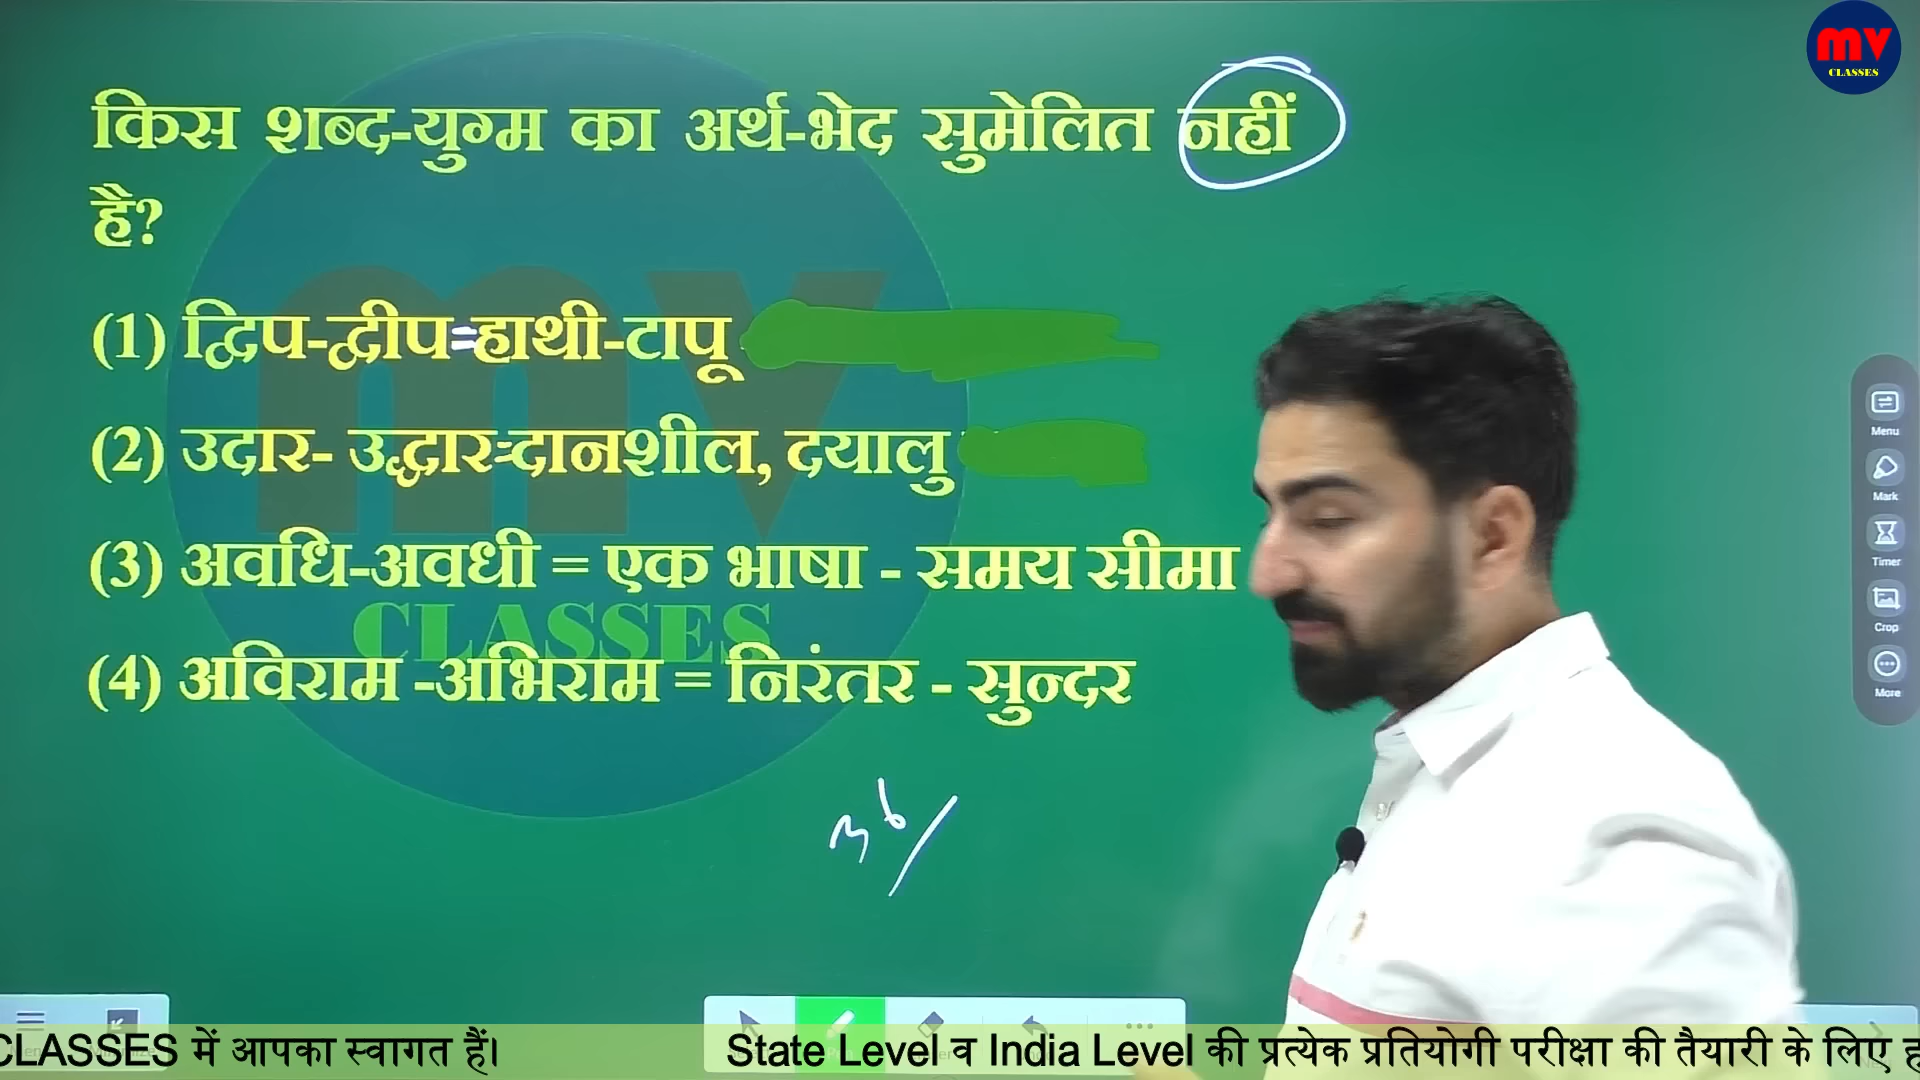 mv
CLASSES
किस शब्द-युग्म का अर्थ-भेद सुमेलित नहीं
है?
(1) द्विप-द्वीप=हाथी-टापू
(2) उदार- उद्धार=दानशील, दयालु
(3) अवधि-अवधी = एक भाषा - समय सीमा
CLASSES
(4) अविराम -अभिराम = निरंतर - सुन्दर
Menu
Mark
Timer
Crop
More
CLASSES में आपका स्वागत हैं।
State Level व India Level की प्रत्येक प्रतियोगी परीक्षा की तैयारी के लिए